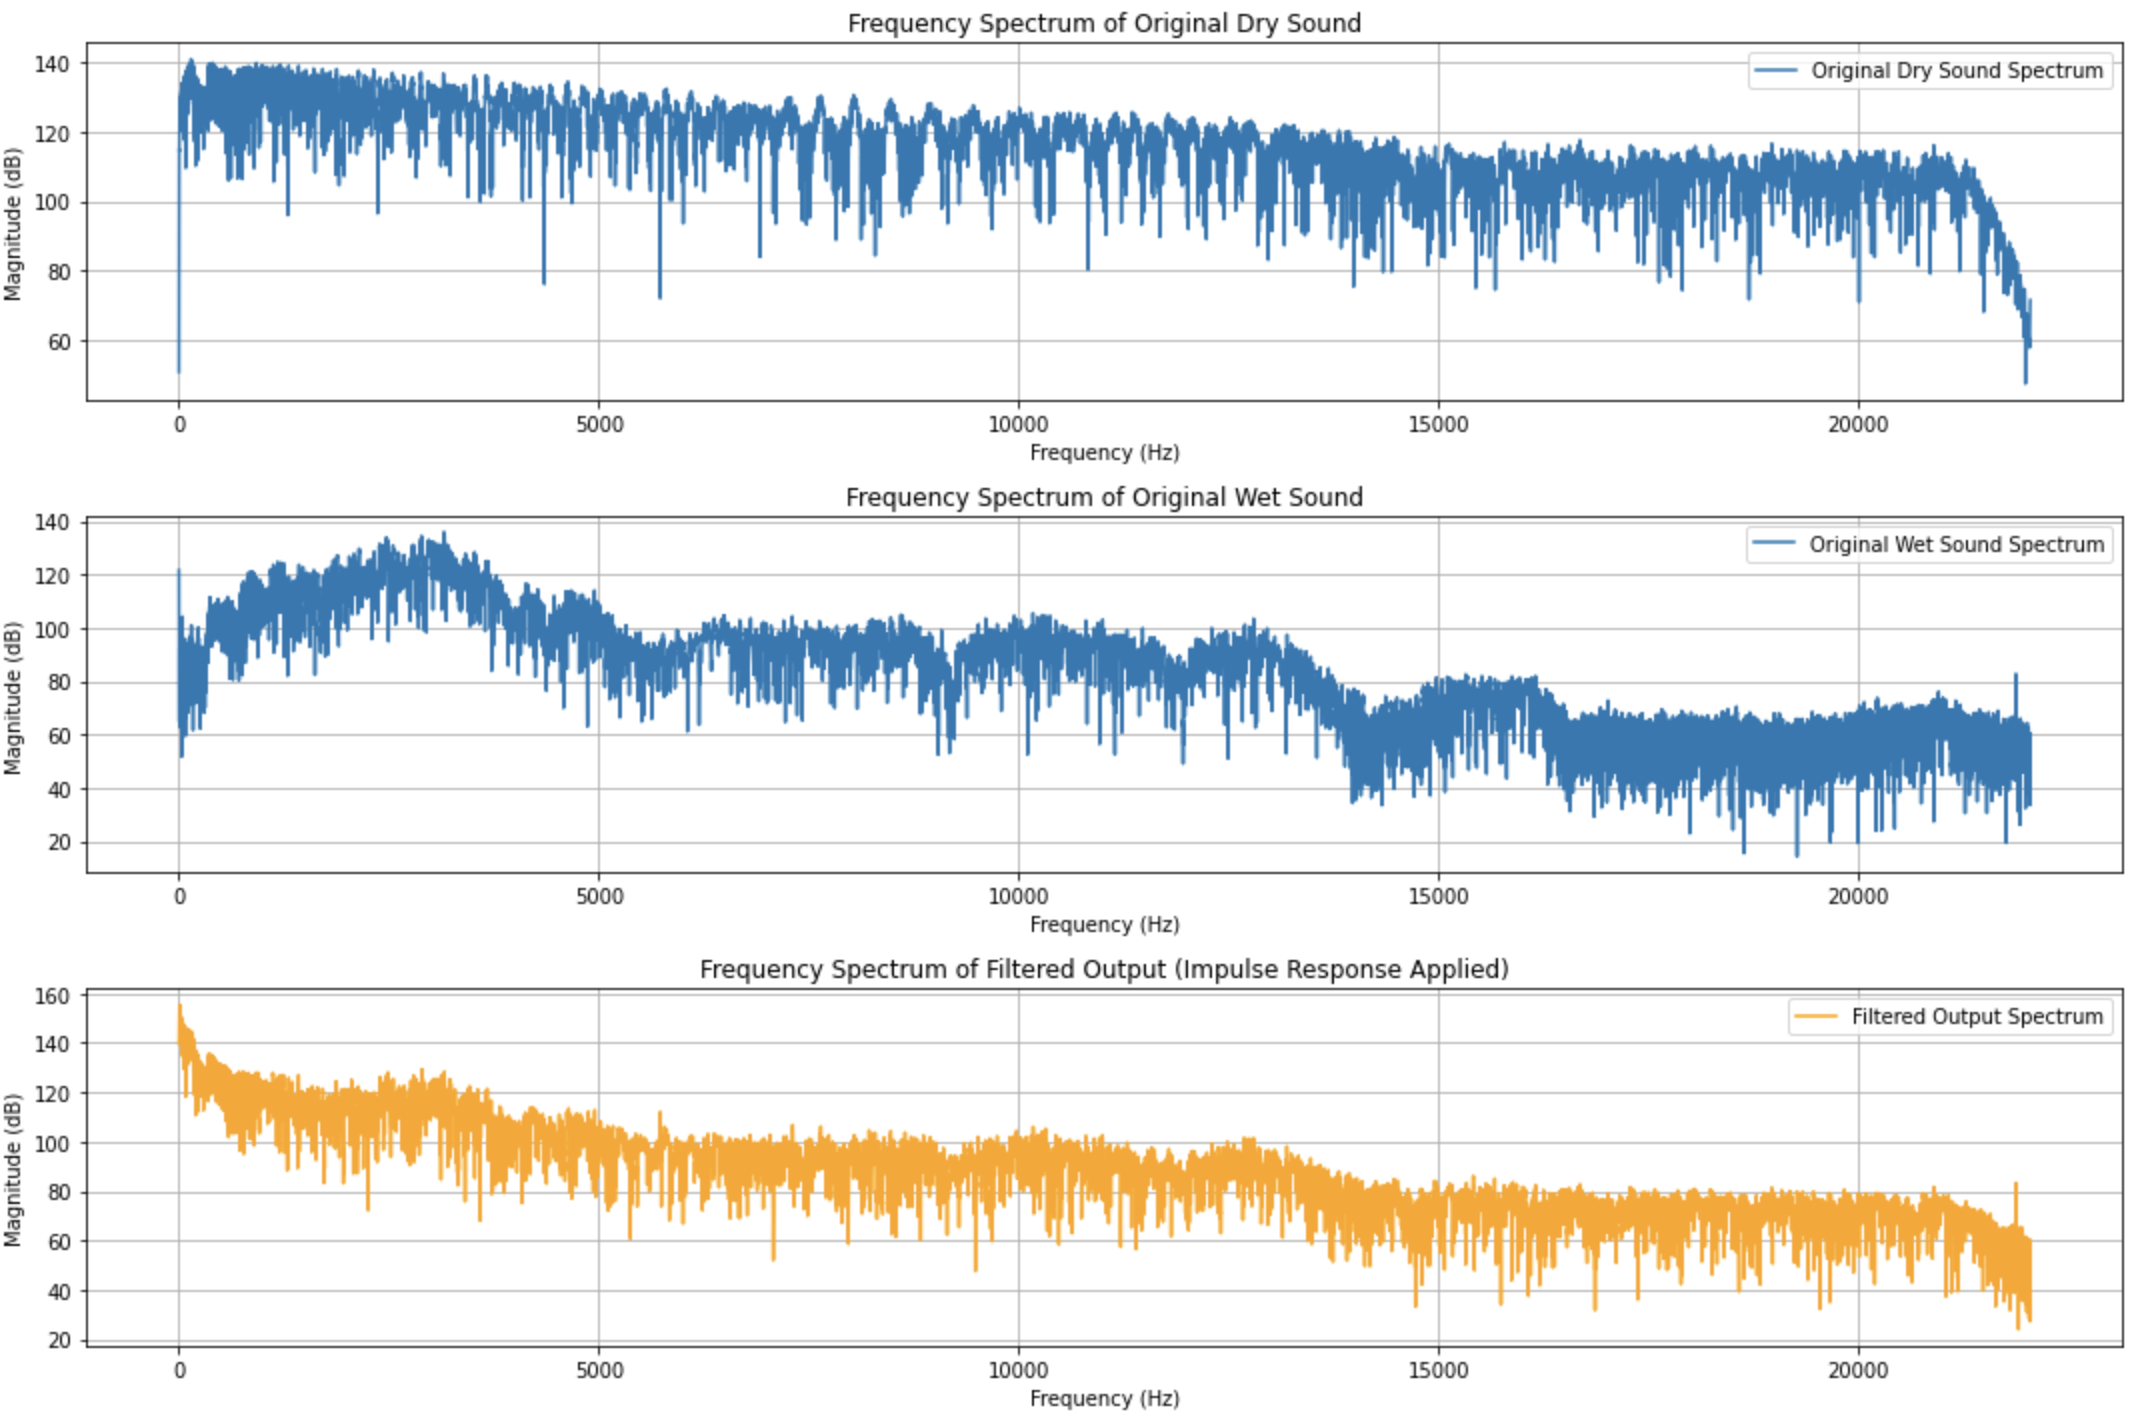 Frequency Spectrum of Original Dry Sound
Original Dry Sound Spectrum
Magnitude (dB)
140
120
100
80
60
0 5000 10000 15000 20000
Frequency (Hz)
Frequency Spectrum of Original Wet Sound
Original Wet Sound Spectrum
Magnitude (dB)
140
120
100
80
60
40
20
0 5000 10000 15000 20000
Frequency (Hz)
Frequency Spectrum of Filtered Output (Impulse Response Applied)
Filtered Output Spectrum
Magnitude (dB)
160
140
120
100
80
60
40
20
0 5000 10000 15000 20000
Frequency (Hz)